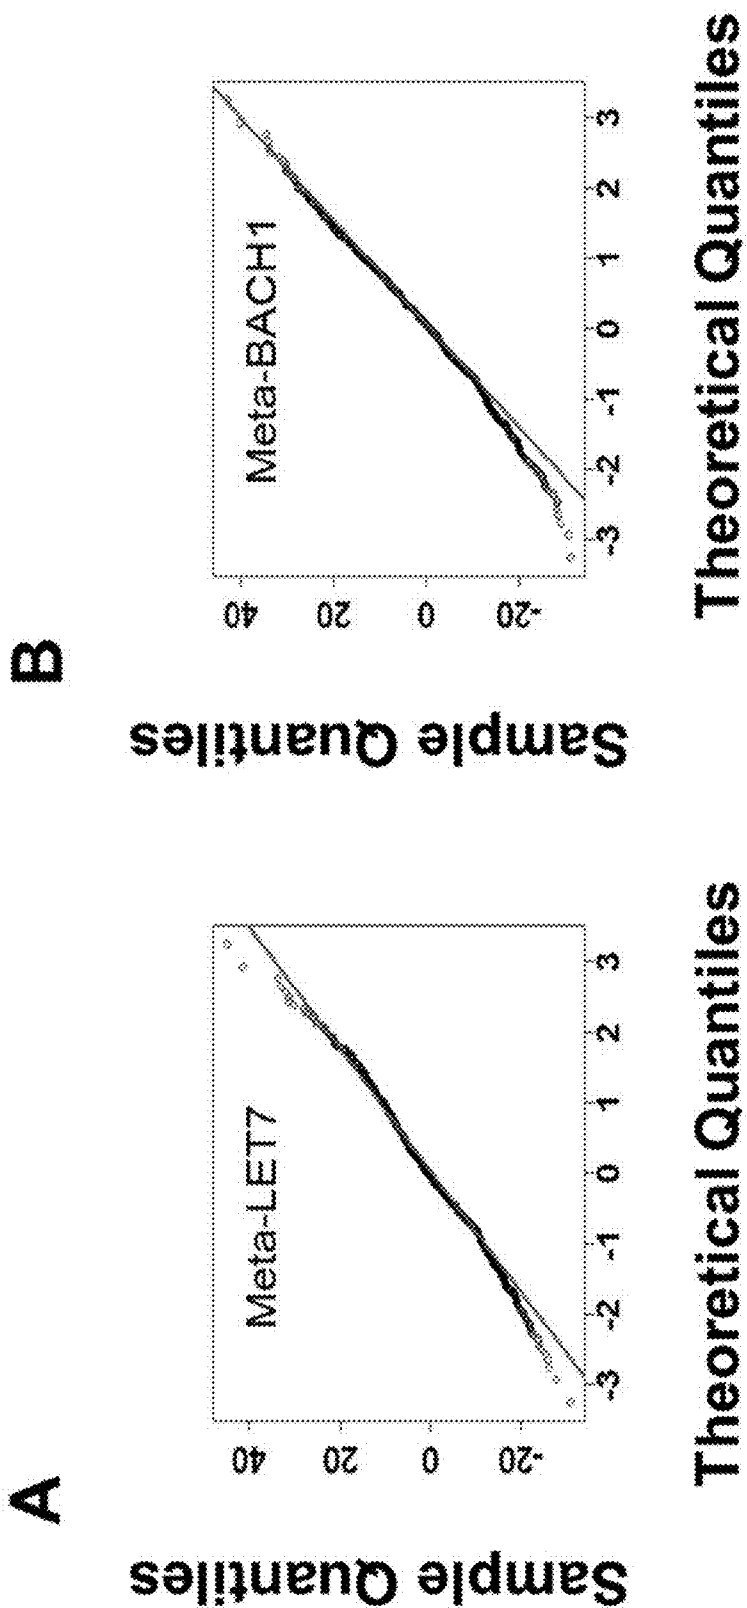 A
Meta-LET7
Sample Quantiles
40
20
0
-20
-3
-2
-1
0
1
2
3
Theoretical Quantiles
B
Meta-BACH1
Sample Quantiles
40
20
0
-20
-3
-2
-1
0
1
2
3
Theoretical Quantiles